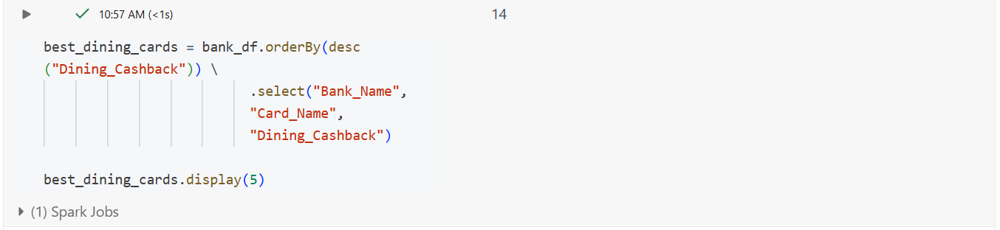 10:57 AM (<1s)
14
best_dining_cards = bank_df.orderBy(desc
("Dining_Cashback")) \
.select("Bank_Name",
"Card_Name",
"Dining_Cashback")
best_dining_cards.display(5)
(1) Spark Jobs